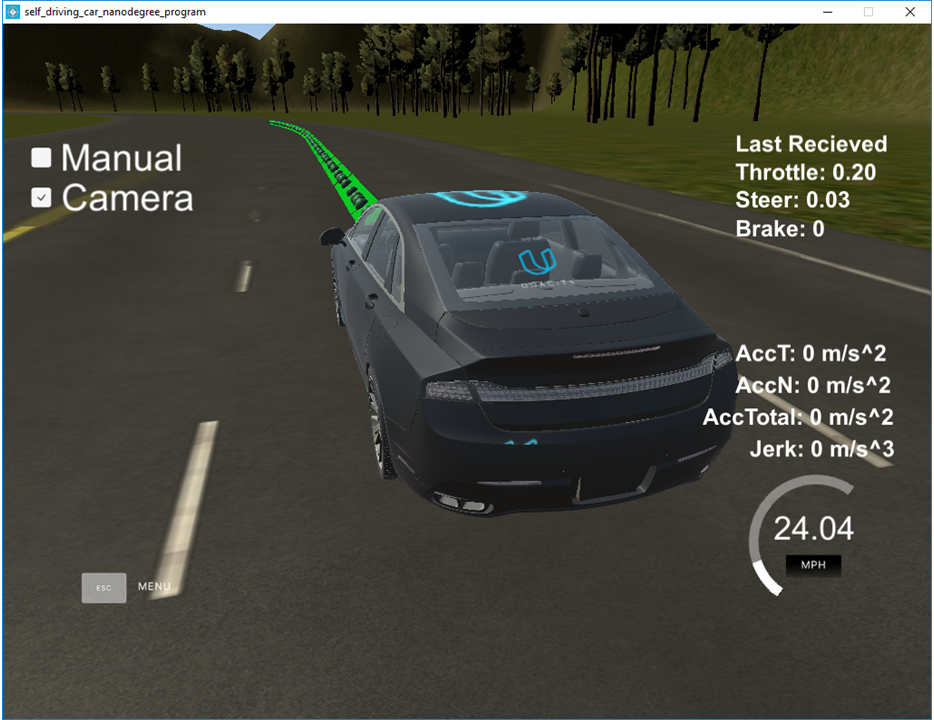 self_driving_car_nanodegree_program
Manual
Camera
Last Recieved
Throttle: 0.20
Steer: 0.03
Brake: 0
UDACITY
AccT: 0 m/s^2
AccN: 0 m/s^2
AccTotal: 0 m/s^2
Jerk: 0 m/s^3
24.04
MPH
ESC
MENU